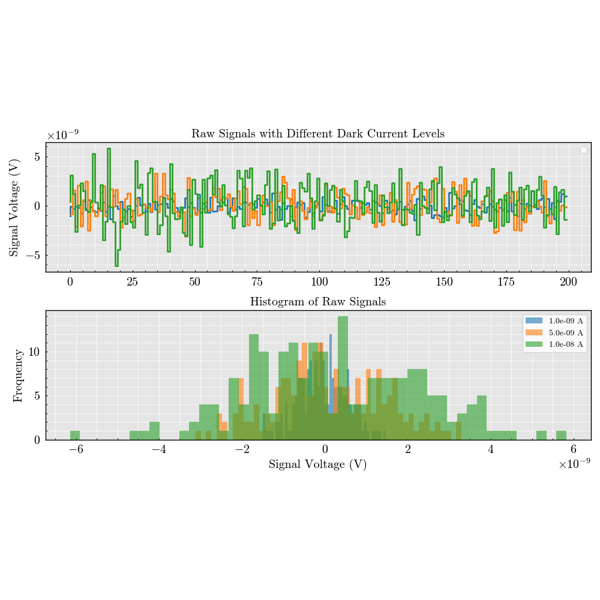 Raw Signals with Different Dark Current Levels
×10⁻⁹
Signal Voltage (V)
5
0
−5
0 25 50 75 100 125 150 175 200
Histogram of Raw Signals
Frequency
10
5
0
1.0e-09 A
5.0e-09 A
1.0e-08 A
−6 −4 −2 0 2 4 6
Signal Voltage (V)
×10⁻⁹